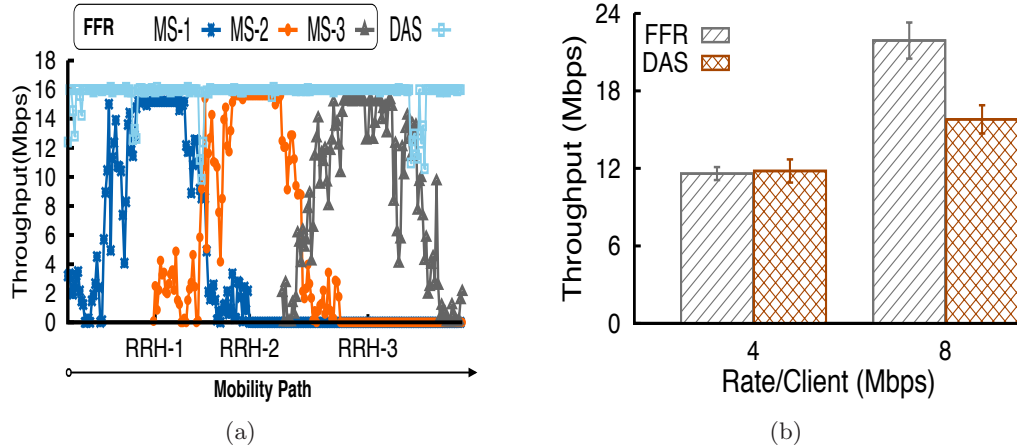 FFR MS-1 MS-2 MS-3 DAS
Throughput(Mbps)
18
16
14
12
10
8
6
4
2
0
RRH-1 RRH-2 RRH-3
Mobility Path
(a)
Throughput (Mbps)
24
18
12
6
0
FFR
DAS
4 8
Rate/Client (Mbps)
(b)